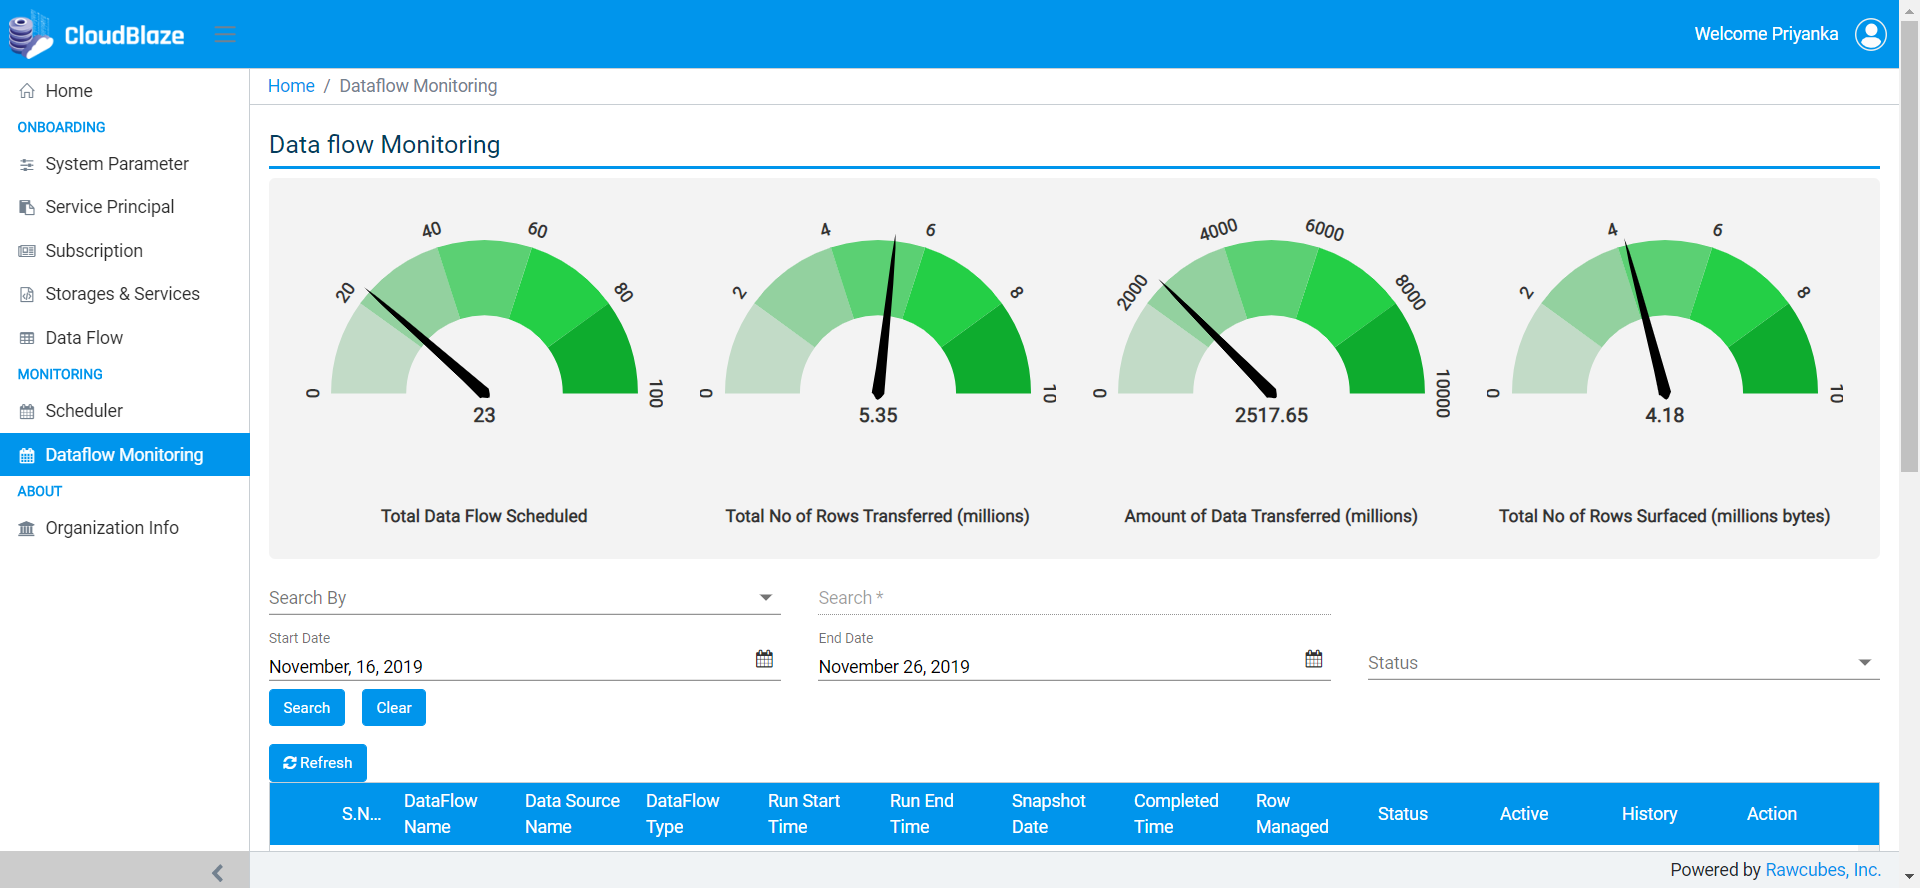 CloudBlaze
Welcome Priyanka
Home
ONBOARDING
System Parameter
Service Principal
Subscription
Storages & Services
Data Flow
MONITORING
Scheduler
Dataflow Monitoring
ABOUT
Organization Info
Home / Dataflow Monitoring
Data flow Monitoring
0
20
40
60
80
100
23
Total Data Flow Scheduled
0
2
4
6
8
10
5.35
Total No of Rows Transferred (millions)
0
2000
4000
6000
8000
10000
2517.65
Amount of Data Transferred (millions)
0
2
4
6
8
10
4.18
Total No of Rows Surfaced (millions bytes)
Search By
Search *
Start Date
November, 16, 2019
End Date
November 26, 2019
Status
Search
Clear
Refresh
S.N...
DataFlow
Name
Data Source
Name
DataFlow
Type
Run Start
Time
Run End
Time
Snapshot
Date
Completed
Time
Row
Managed
Status
Active
History
Action
Powered by Rawcubes, Inc.